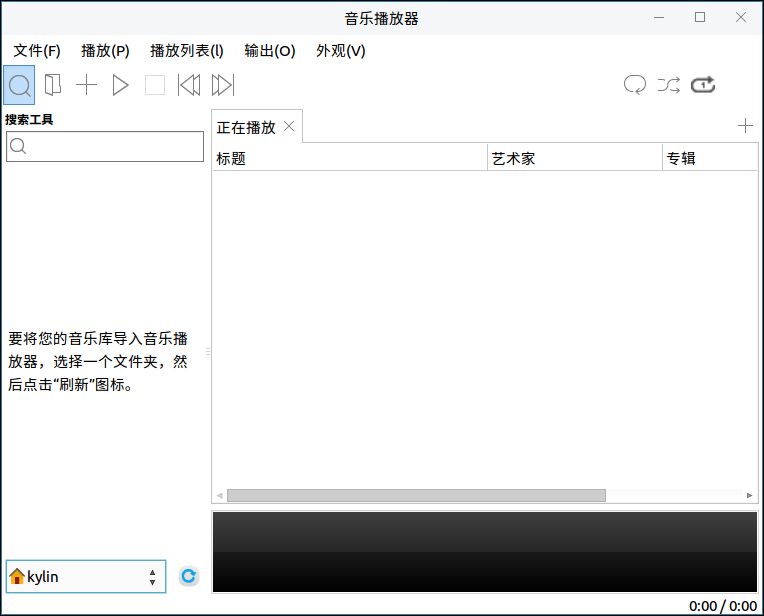 音乐播放器
文件(F) 播放(P) 播放列表(l) 输出(O) 外观(V)
1
搜索工具
正在播放
标题 艺术家 专辑
要将您的音乐库导入音乐播
放器，选择一个文件夹，然
后点击“刷新”图标。
kylin
0:00 / 0:00